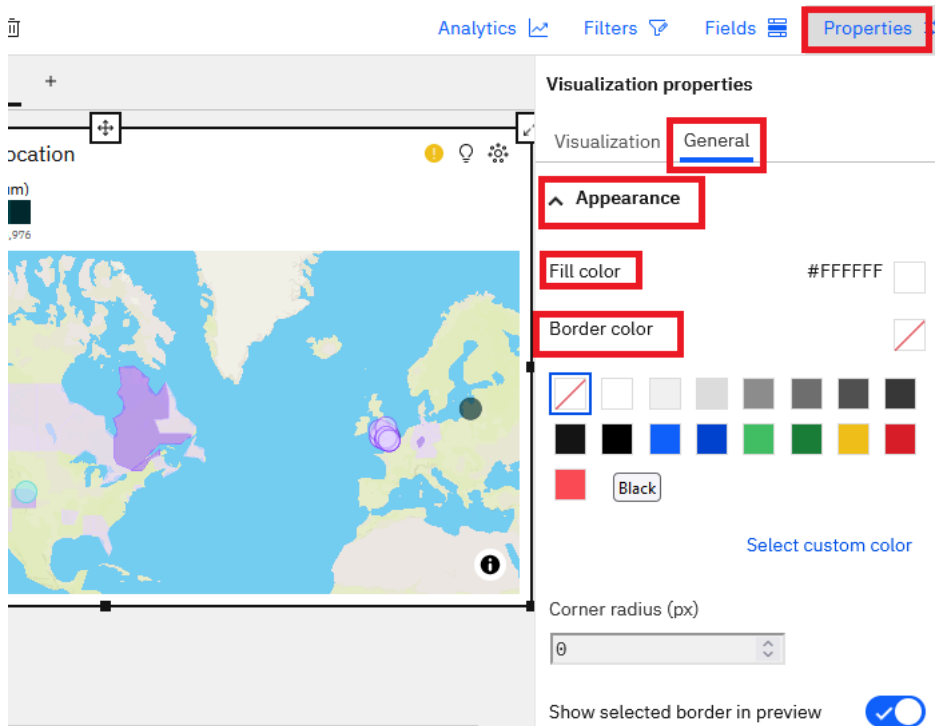 Analytics
Filters
Fields
Properties
+
Visualization properties
Visualization
General
ocation
um)
,976
Appearance
Fill color
#FFFFFF
Border color
Black
Select custom color
Corner radius (px)
0
Show selected border in preview